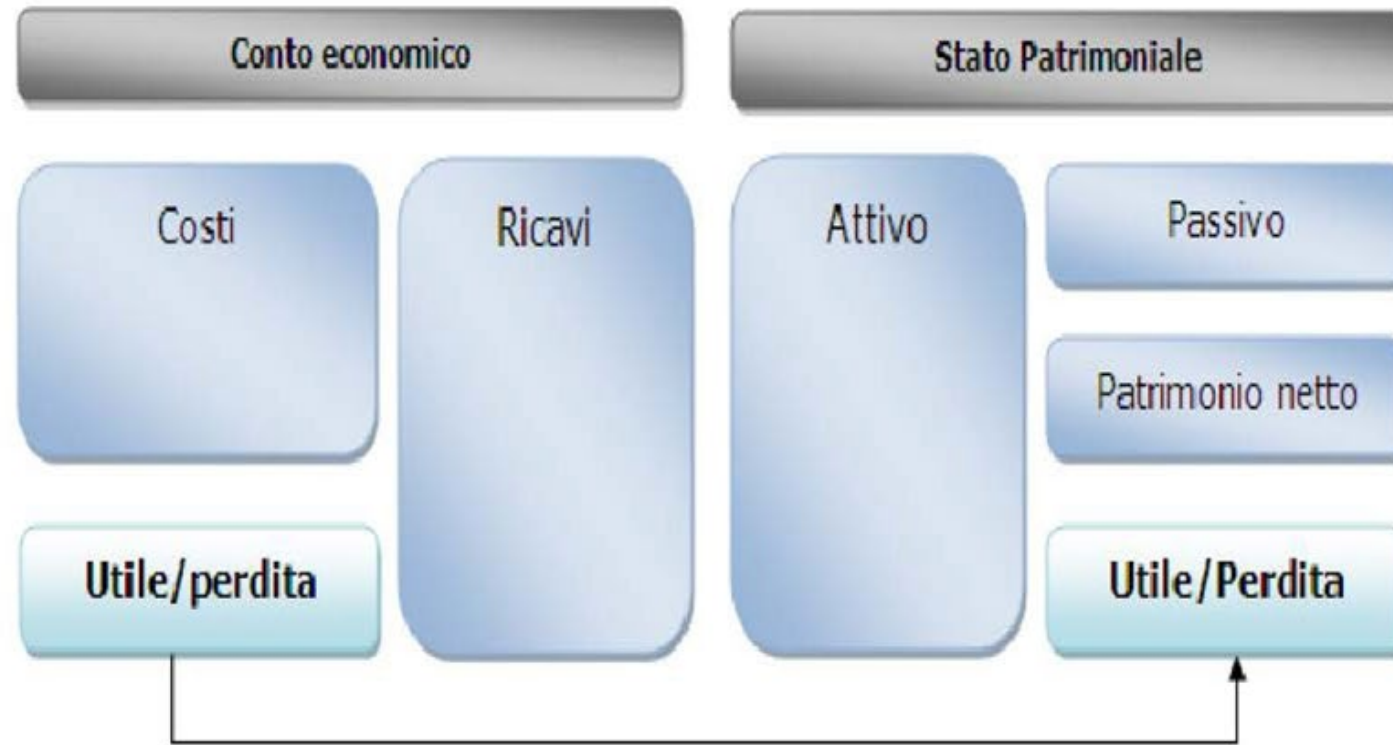 Conto economico
Stato Patrimoniale
Costi
Ricavi
Attivo
Passivo
Patrimonio netto
Utile/perdita
Utile/Perdita